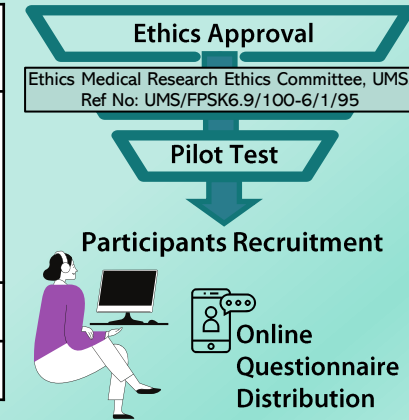 Ethics Approval
Ethics Medical Research Ethics Committee, UMS
Ref No: UMS/FPSK6.9/100-6/1/95
Pilot Test
Participants Recruitment
Online
Questionnaire
Distribution